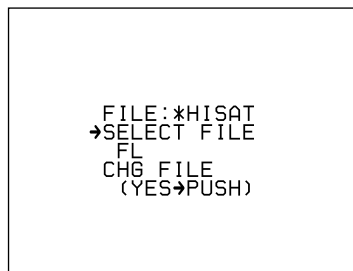 FILE:*HISAT
→SELECT FILE
FL
CHG FILE
(YES→PUSH)